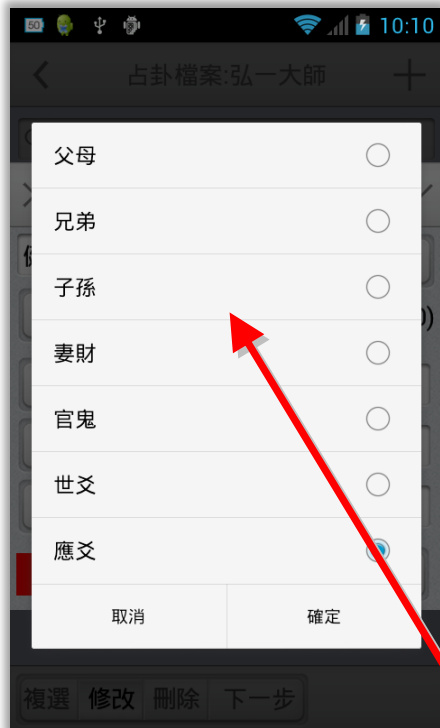 50 10:10
占卦檔案:弘一大師
父母
兄弟
子孫
妻財
官鬼
世爻
應爻
取消 確定
複選 修改 刪除 下一步